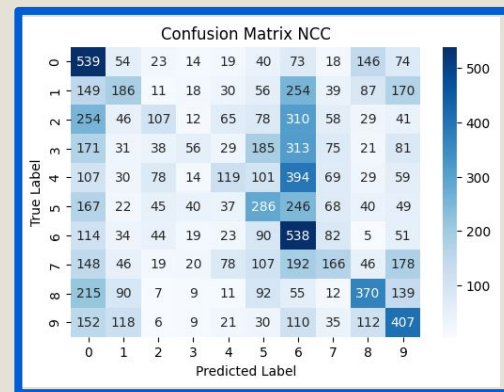 Confusion Matrix NCC
True Label
0 539 54 23 14 19 40 73 18 146 74
1 149 186 11 18 30 56 254 39 87 170
2 254 46 107 12 65 78 310 58 29 41
3 171 31 38 56 29 185 313 75 21 81
4 107 30 78 14 119 101 394 69 29 59
5 167 22 45 40 37 286 246 68 40 49
6 114 34 44 19 23 90 538 82 5 51
7 148 46 19 20 78 107 192 166 46 178
8 215 90 7 9 11 92 55 12 370 139
9 152 118 6 9 21 30 110 35 112 407
0 1 2 3 4 5 6 7 8 9
Predicted Label
500
400
300
200
100